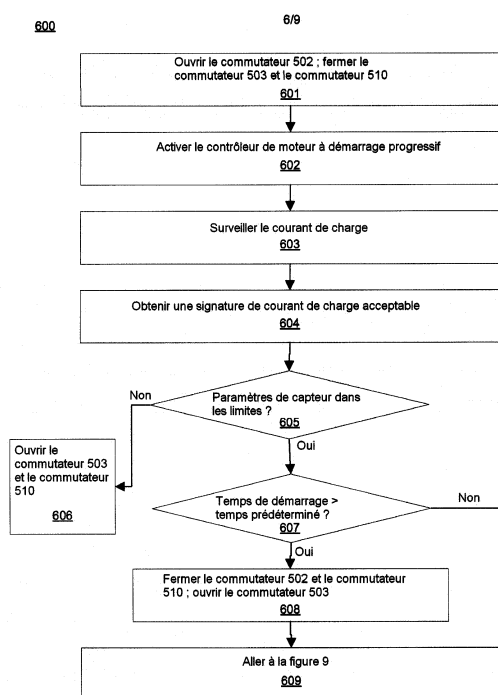 600
6/9
Ouvrir le commutateur 502 ; fermer le
commutateur 503 et le commutateur 510
601
Activer le contrôleur de moteur à démarrage progressif
602
Surveiller le courant de charge
603
Obtenir une signature de courant de charge acceptable
604
Paramètres de capteur dans
les limites ?
605
Non
Oui
Ouvrir le
commutateur 503
et le commutateur
510
606
Temps de démarrage >
temps prédéterminé ?
607
Non
Oui
Fermer le commutateur 502 et le commutateur
510 ; ouvrir le commutateur 503
608
Aller à la figure 9
609